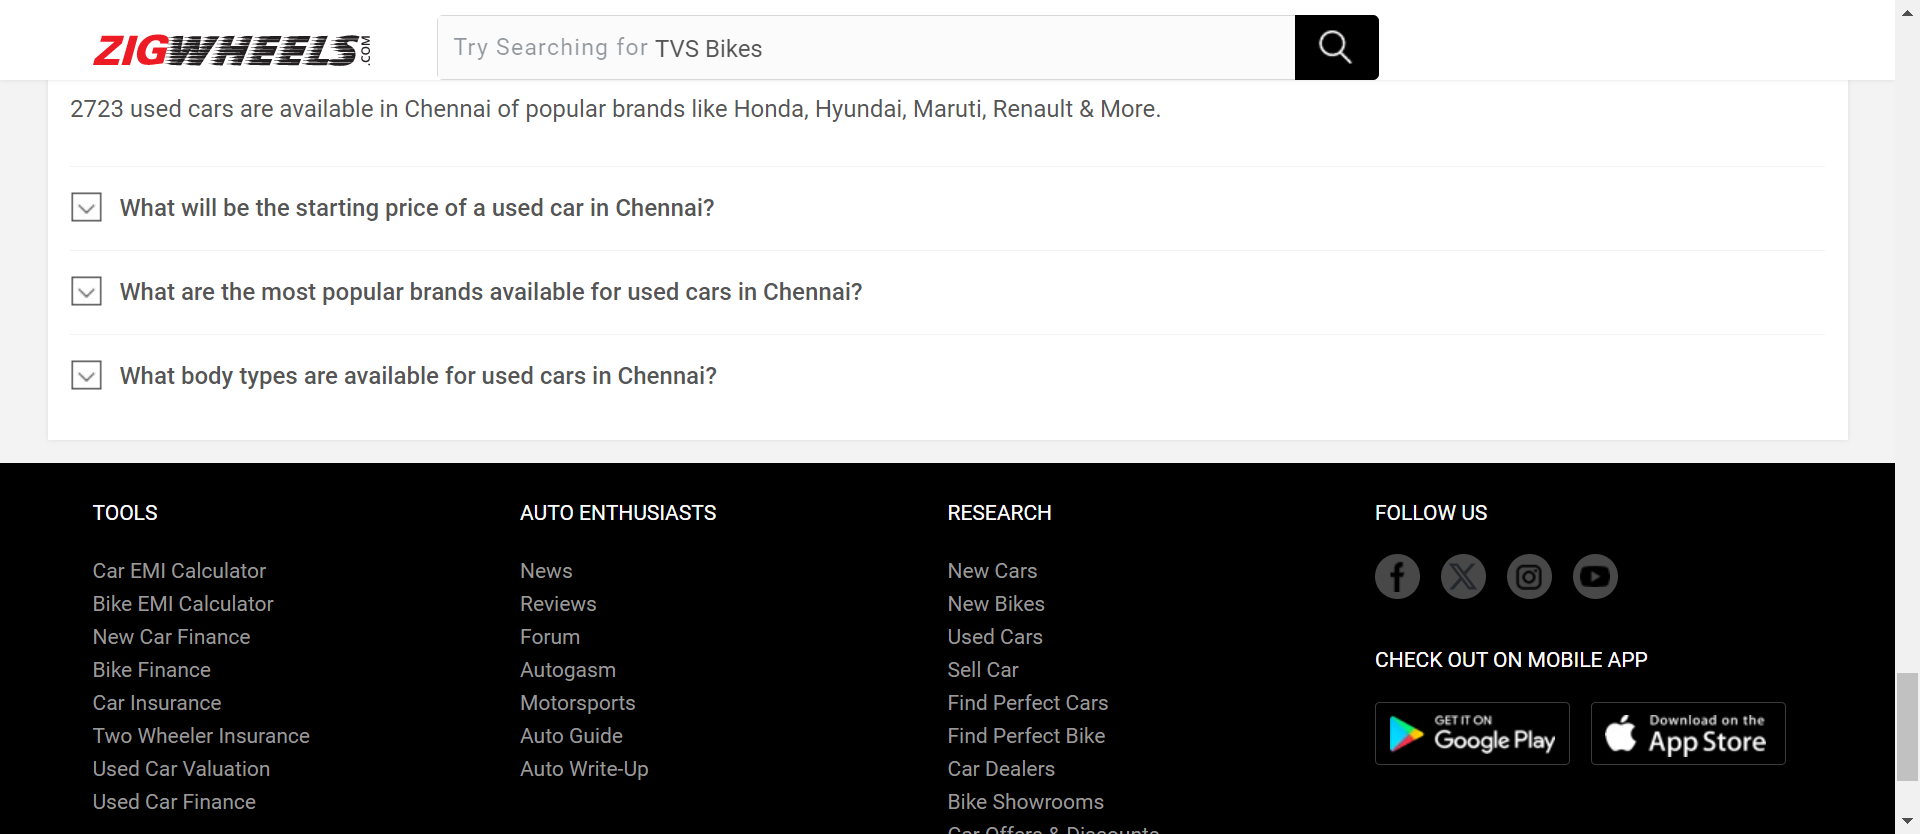 ZIGWHEELS.COM
Try Searching for TVS Bikes
2723 used cars are available in Chennai of popular brands like Honda, Hyundai, Maruti, Renault & More.
What will be the starting price of a used car in Chennai?
What are the most popular brands available for used cars in Chennai?
What body types are available for used cars in Chennai?
TOOLS
Car EMI Calculator
Bike EMI Calculator
New Car Finance
Bike Finance
Car Insurance
Two Wheeler Insurance
Used Car Valuation
Used Car Finance
AUTO ENTHUSIASTS
News
Reviews
Forum
Autogasm
Motorsports
Auto Guide
Auto Write-Up
RESEARCH
New Cars
New Bikes
Used Cars
Sell Car
Find Perfect Cars
Find Perfect Bike
Car Dealers
Bike Showrooms
Car Offers & Discounts
FOLLOW US
CHECK OUT ON MOBILE APP
GET IT ON
Google Play
Download on the
App Store